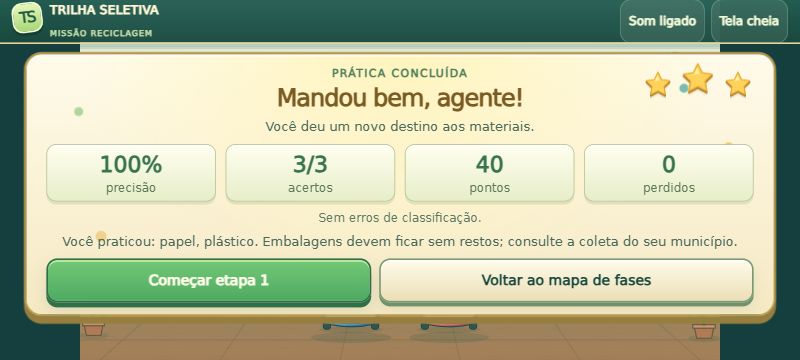 TS
TRILHA SELETIVA
MISSÃO RECICLAGEM
Som ligado
Tela cheia
PRÁTICA CONCLUÍDA
Mandou bem, agente!
Você deu um novo destino aos materiais.
100%
precisão
3/3
acertos
40
pontos
0
perdidos
Sem erros de classificação.
Você praticou: papel, plástico. Embalagens devem ficar sem restos; consulte a coleta do seu município.
Começar etapa 1
Voltar ao mapa de fases